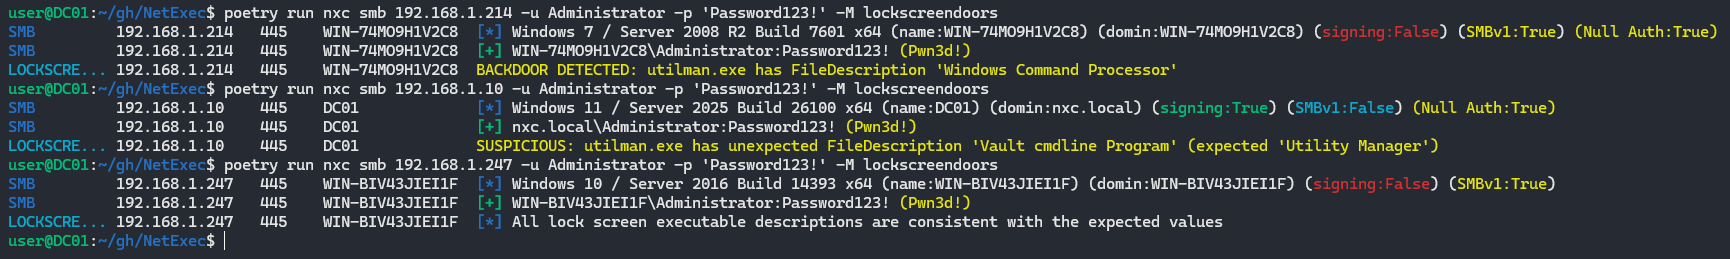 user@DC01:~/gh/NetExec$ poetry run nxc smb 192.168.1.214 -u Administrator -p 'Password123!' -M lockscreendoors
SMB 192.168.1.214 445 WIN-74MO9H1V2C8 [*] Windows 7 / Server 2008 R2 Build 7601 x64 (name:WIN-74MO9H1V2C8) (domin:WIN-74MO9H1V2C8) (signing:False) (SMBv1:True) (Null Auth:True)
SMB 192.168.1.214 445 WIN-74MO9H1V2C8 [+] WIN-74MO9H1V2C8\Administrator:Password123! (Pwn3d!)
LOCKSCRE... 192.168.1.214 445 WIN-74MO9H1V2C8 BACKDOOR DETECTED: utilman.exe has FileDescription 'Windows Command Processor'
user@DC01:~/gh/NetExec$ poetry run nxc smb 192.168.1.10 -u Administrator -p 'Password123!' -M lockscreendoors
SMB 192.168.1.10 445 DC01 [*] Windows 11 / Server 2025 Build 26100 x64 (name:DC01) (domin:nxc.local) (signing:True) (SMBv1:False) (Null Auth:True)
SMB 192.168.1.10 445 DC01 [+] nxc.local\Administrator:Password123! (Pwn3d!)
LOCKSCRE... 192.168.1.10 445 DC01 SUSPICIOUS: utilman.exe has unexpected FileDescription 'Vault cmdline Program' (expected 'Utility Manager')
user@DC01:~/gh/NetExec$ poetry run nxc smb 192.168.1.247 -u Administrator -p 'Password123!' -M lockscreendoors
SMB 192.168.1.247 445 WIN-BIV43JIEI1F [*] Windows 10 / Server 2016 Build 14393 x64 (name:WIN-BIV43JIEI1F) (domin:WIN-BIV43JIEI1F) (signing:False) (SMBv1:True)
SMB 192.168.1.247 445 WIN-BIV43JIEI1F [+] WIN-BIV43JIEI1F\Administrator:Password123! (Pwn3d!)
LOCKSCRE... 192.168.1.247 445 WIN-BIV43JIEI1F [*] All lock screen executable descriptions are consistent with the expected values
user@DC01:~/gh/NetExec$